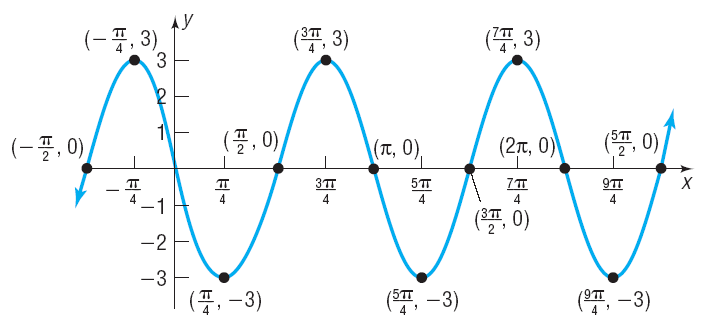 y
(−π/4, 3) (3π/4, 3) (7π/4, 3)
3
2
1
(−π/2, 0) (π/2, 0) (π, 0) (2π, 0) (5π/2, 0)
−π/4 π/4 3π/4 5π/4 7π/4 9π/4 x
−1
(3π/2, 0)
−2
−3
(π/4, −3) (5π/4, −3) (9π/4, −3)